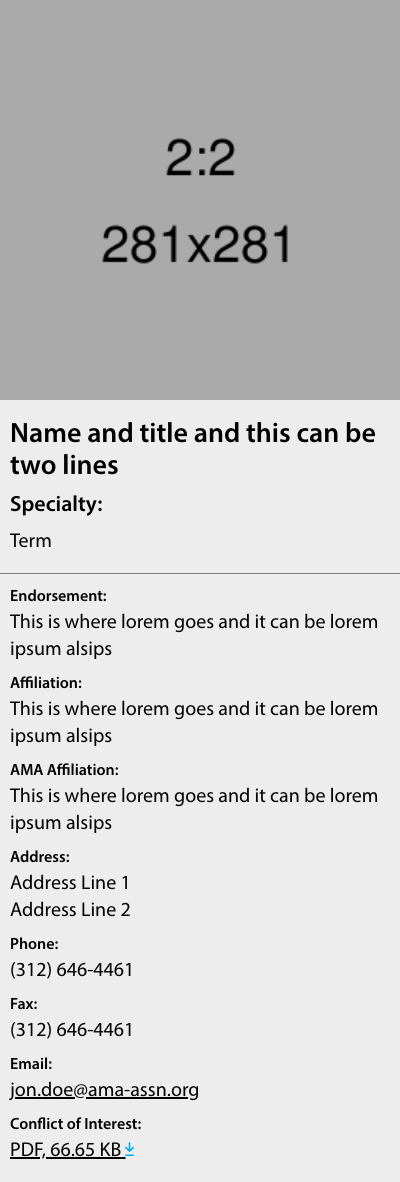 2:2
281x281
Name and title and this can be
two lines
Specialty:
Term
Endorsement:
This is where lorem goes and it can be lorem
ipsum alsips
Affiliation:
This is where lorem goes and it can be lorem
ipsum alsips
AMA Affiliation:
This is where lorem goes and it can be lorem
ipsum alsips
Address:
Address Line 1
Address Line 2
Phone:
(312) 646-4461
Fax:
(312) 646-4461
Email:
jon.doe@ama-assn.org
Conflict of Interest:
PDF, 66.65 KB